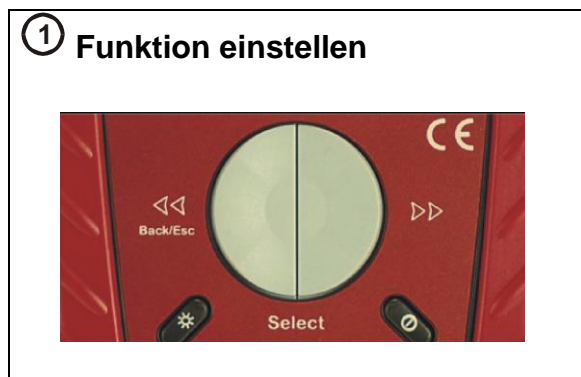 ① Funktion einstellen
CE
◁◁ ▷▷
Back/Esc
Select